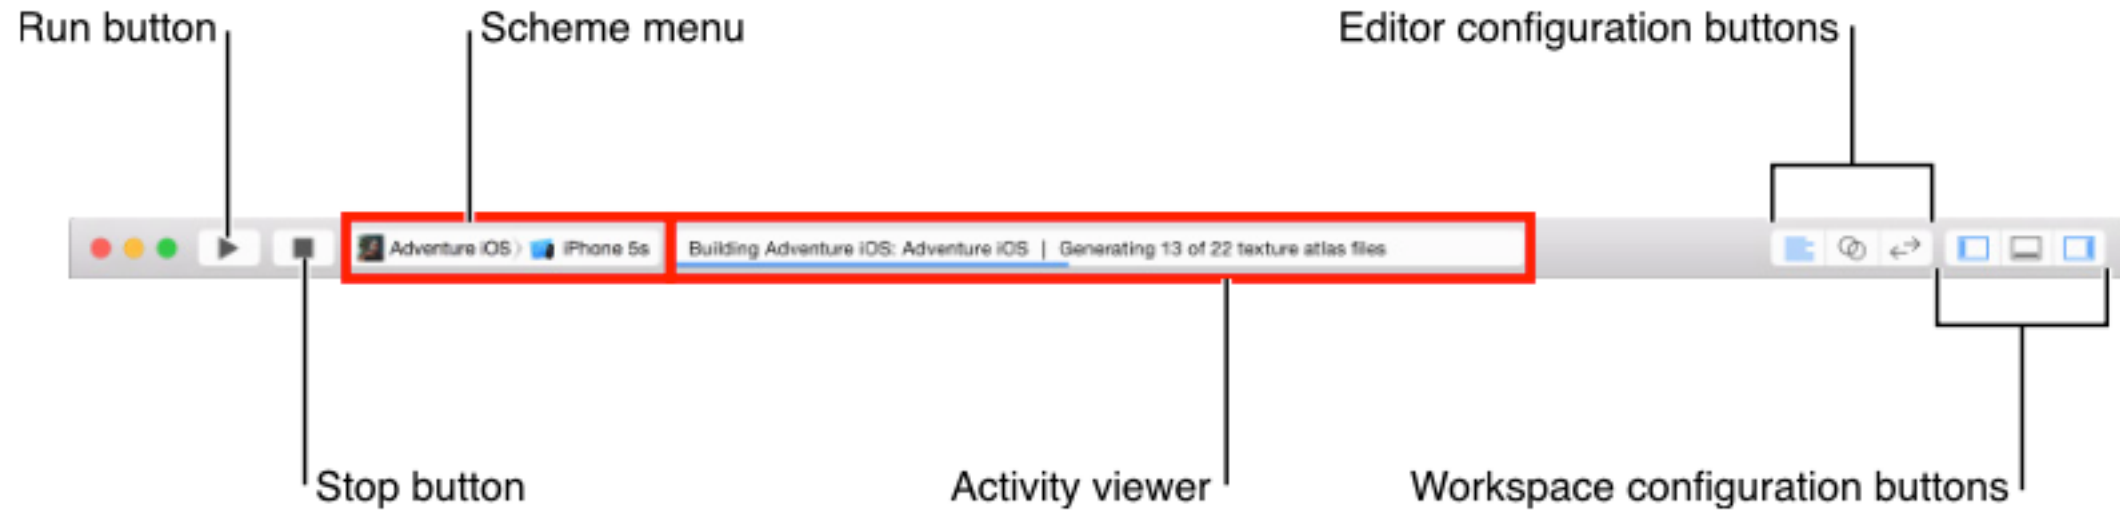 Run button
Scheme menu
Editor configuration buttons
Adventure iOS 〉 iPhone 5s
Building Adventure iOS: Adventure iOS | Generating 13 of 22 texture atlas files
Stop button
Activity viewer
Workspace configuration buttons